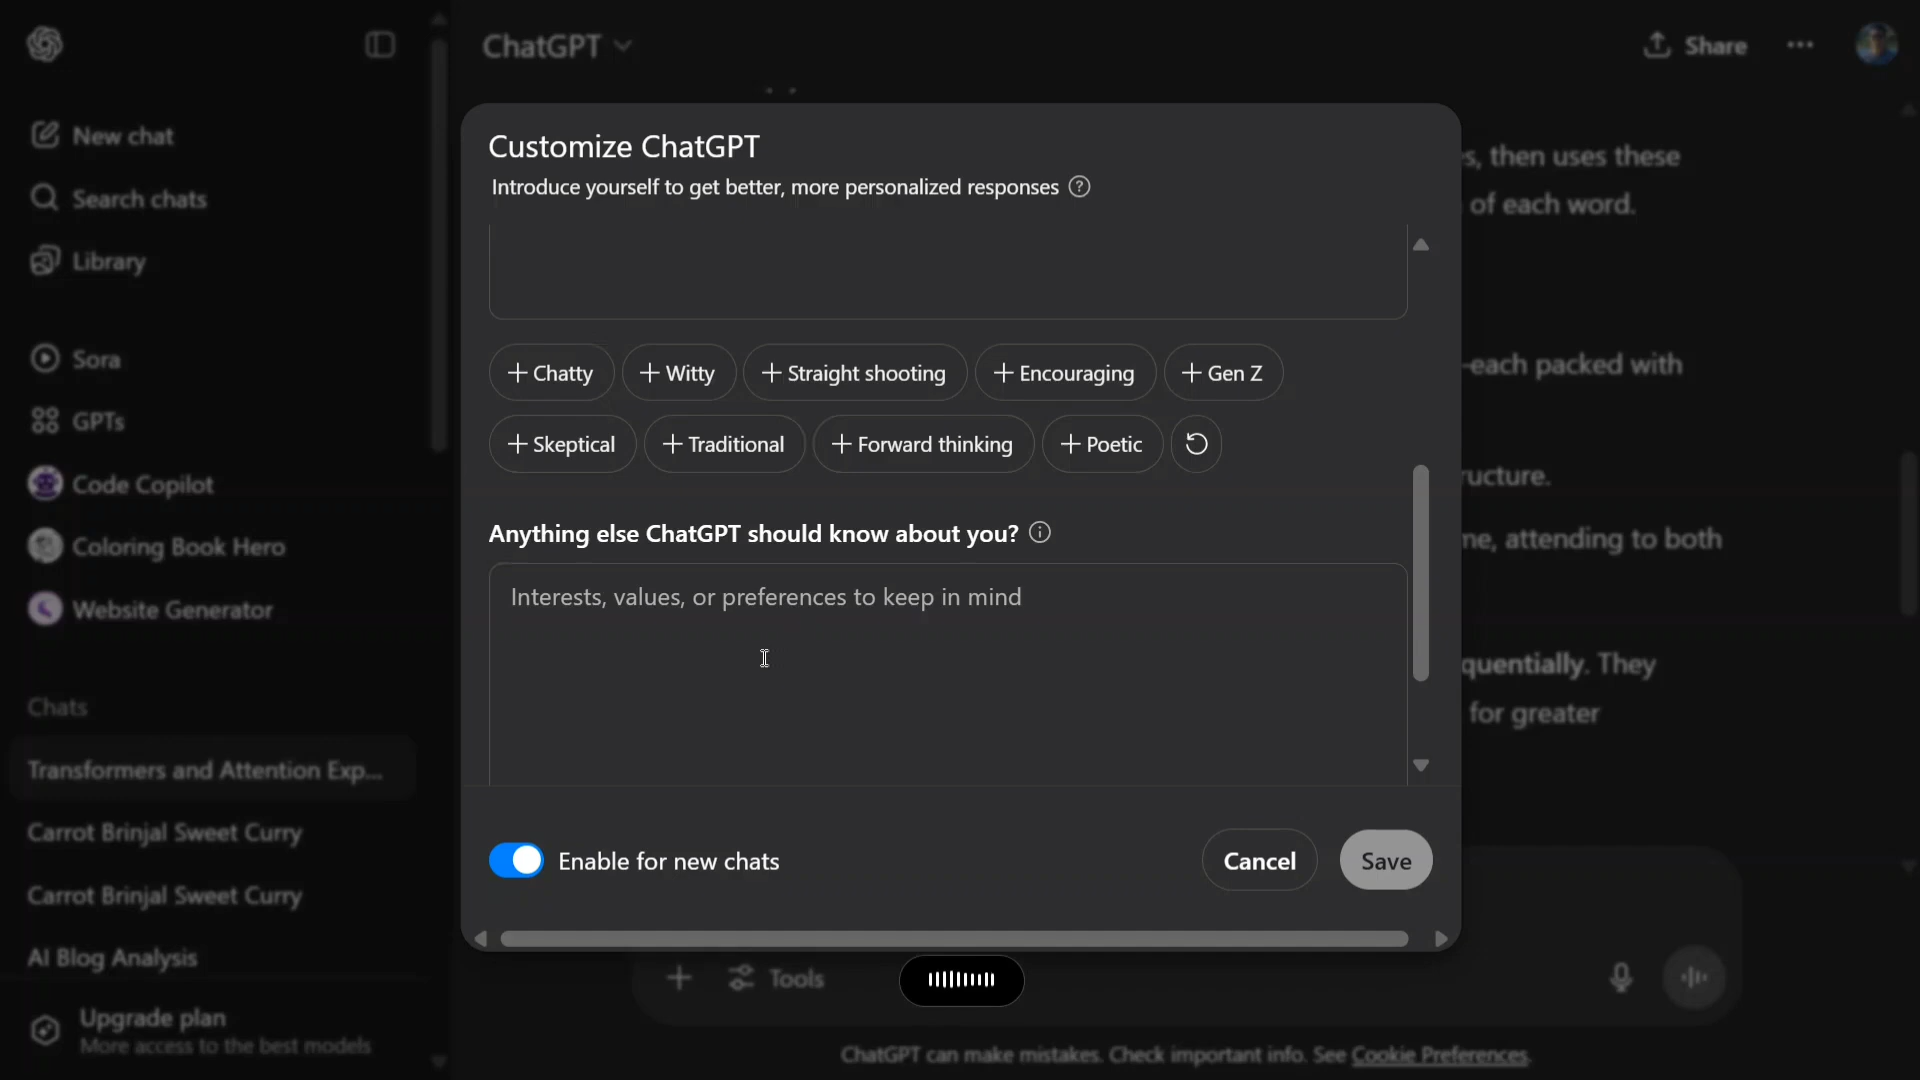 ChatGPT
Share
New chat
Search chats
Library
Sora
GPTs
Code Copilot
Coloring Book Hero
Website Generator
Chats
Transformers and Attention Exp...
Carrot Brinjal Sweet Curry
Carrot Brinjal Sweet Curry
AI Blog Analysis
Upgrade plan
More access to the best models
Customize ChatGPT
Introduce yourself to get better, more personalized responses
Chatty
Witty
Straight shooting
Encouraging
Gen Z
Skeptical
Traditional
Forward thinking
Poetic
Anything else ChatGPT should know about you?
Interests, values, or preferences to keep in mind
Enable for new chats
Cancel
Save
then uses these
of each word.
-each packed with
ructure.
me, attending to both
quentially. They
for greater
Tools
ChatGPT can make mistakes. Check important info. See Cookie Preferences.